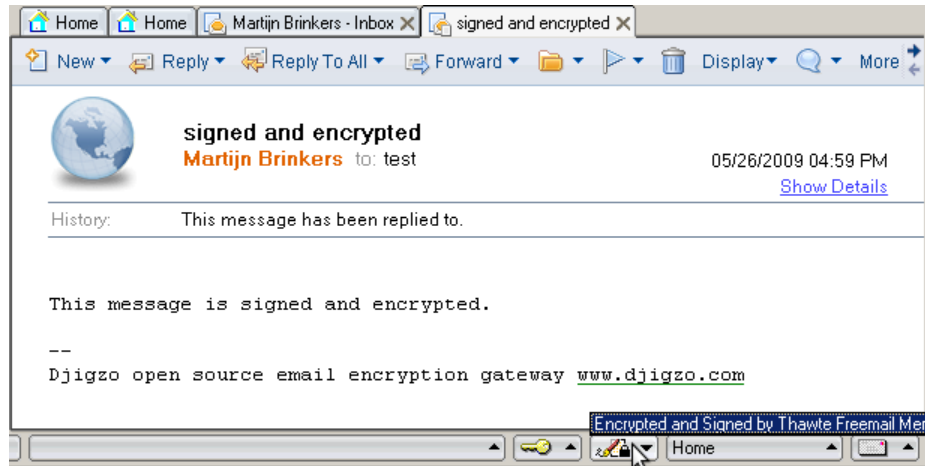 Home Home Martijn Brinkers - Inbox signed and encrypted
New Reply Reply To All Forward Display More
signed and encrypted
Martijn Brinkers to: test
05/26/2009 04:59 PM
Show Details
History: This message has been replied to.
This message is signed and encrypted.
--
Djigzo open source email encryption gateway www.djigzo.com
Encrypted and Signed by Thawte Freemail Mer
Home